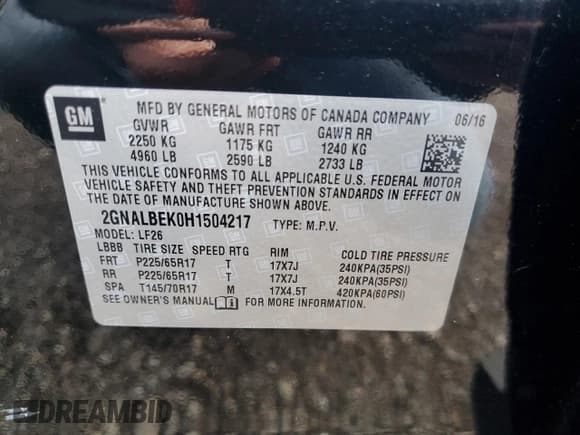 GM
MFD BY GENERAL MOTORS OF CANADA COMPANY 06/16
GVWR GAWR FRT GAWR RR
2250 KG 1175 KG 1240 KG
4960 LB 2590 LB 2733 LB
THIS VEHICLE CONFORMS TO ALL APPLICABLE U.S. FEDERAL MOTOR
VEHICLE SAFETY AND THEFT PREVENTION STANDARDS IN EFFECT ON
THE DATE OF MANUFACTURE SHOWN ABOVE.
2GNALBEK0H1504217 TYPE: M.P.V.
MODEL: LF26
LBBB TIRE SIZE SPEED RTG RIM COLD TIRE PRESSURE
FRT P225/65R17 T 17X7J 240KPA(35PSI)
RR P225/65R17 T 17X7J 240KPA(35PSI)
SPA T145/70R17 M 17X4.5T 420KPA(60PSI)
SEE OWNER'S MANUAL FOR MORE INFORMATION.
DREAMBID